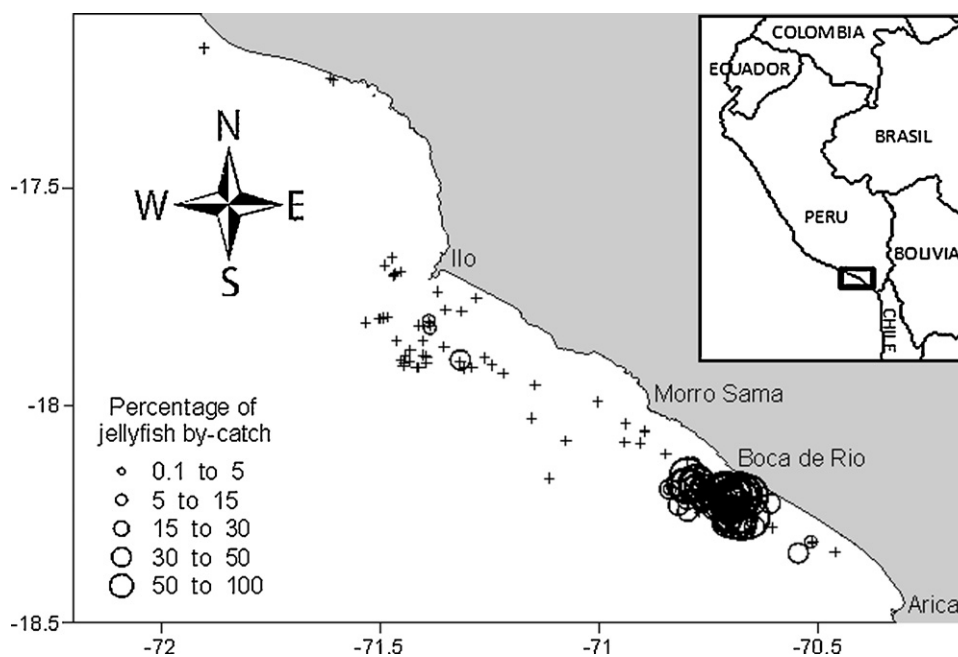 COLOMBIA
ECUADOR
BRASIL
PERU
BOLIVIA
CHILE
N
W E
S
-17.5
Ilo
-18
Morro Sama
Percentage of
jellyfish by-catch
0.1 to 5
5 to 15
15 to 30
30 to 50
50 to 100
Boca de Rio
Arica
-18.5
-72 -71.5 -71 -70.5